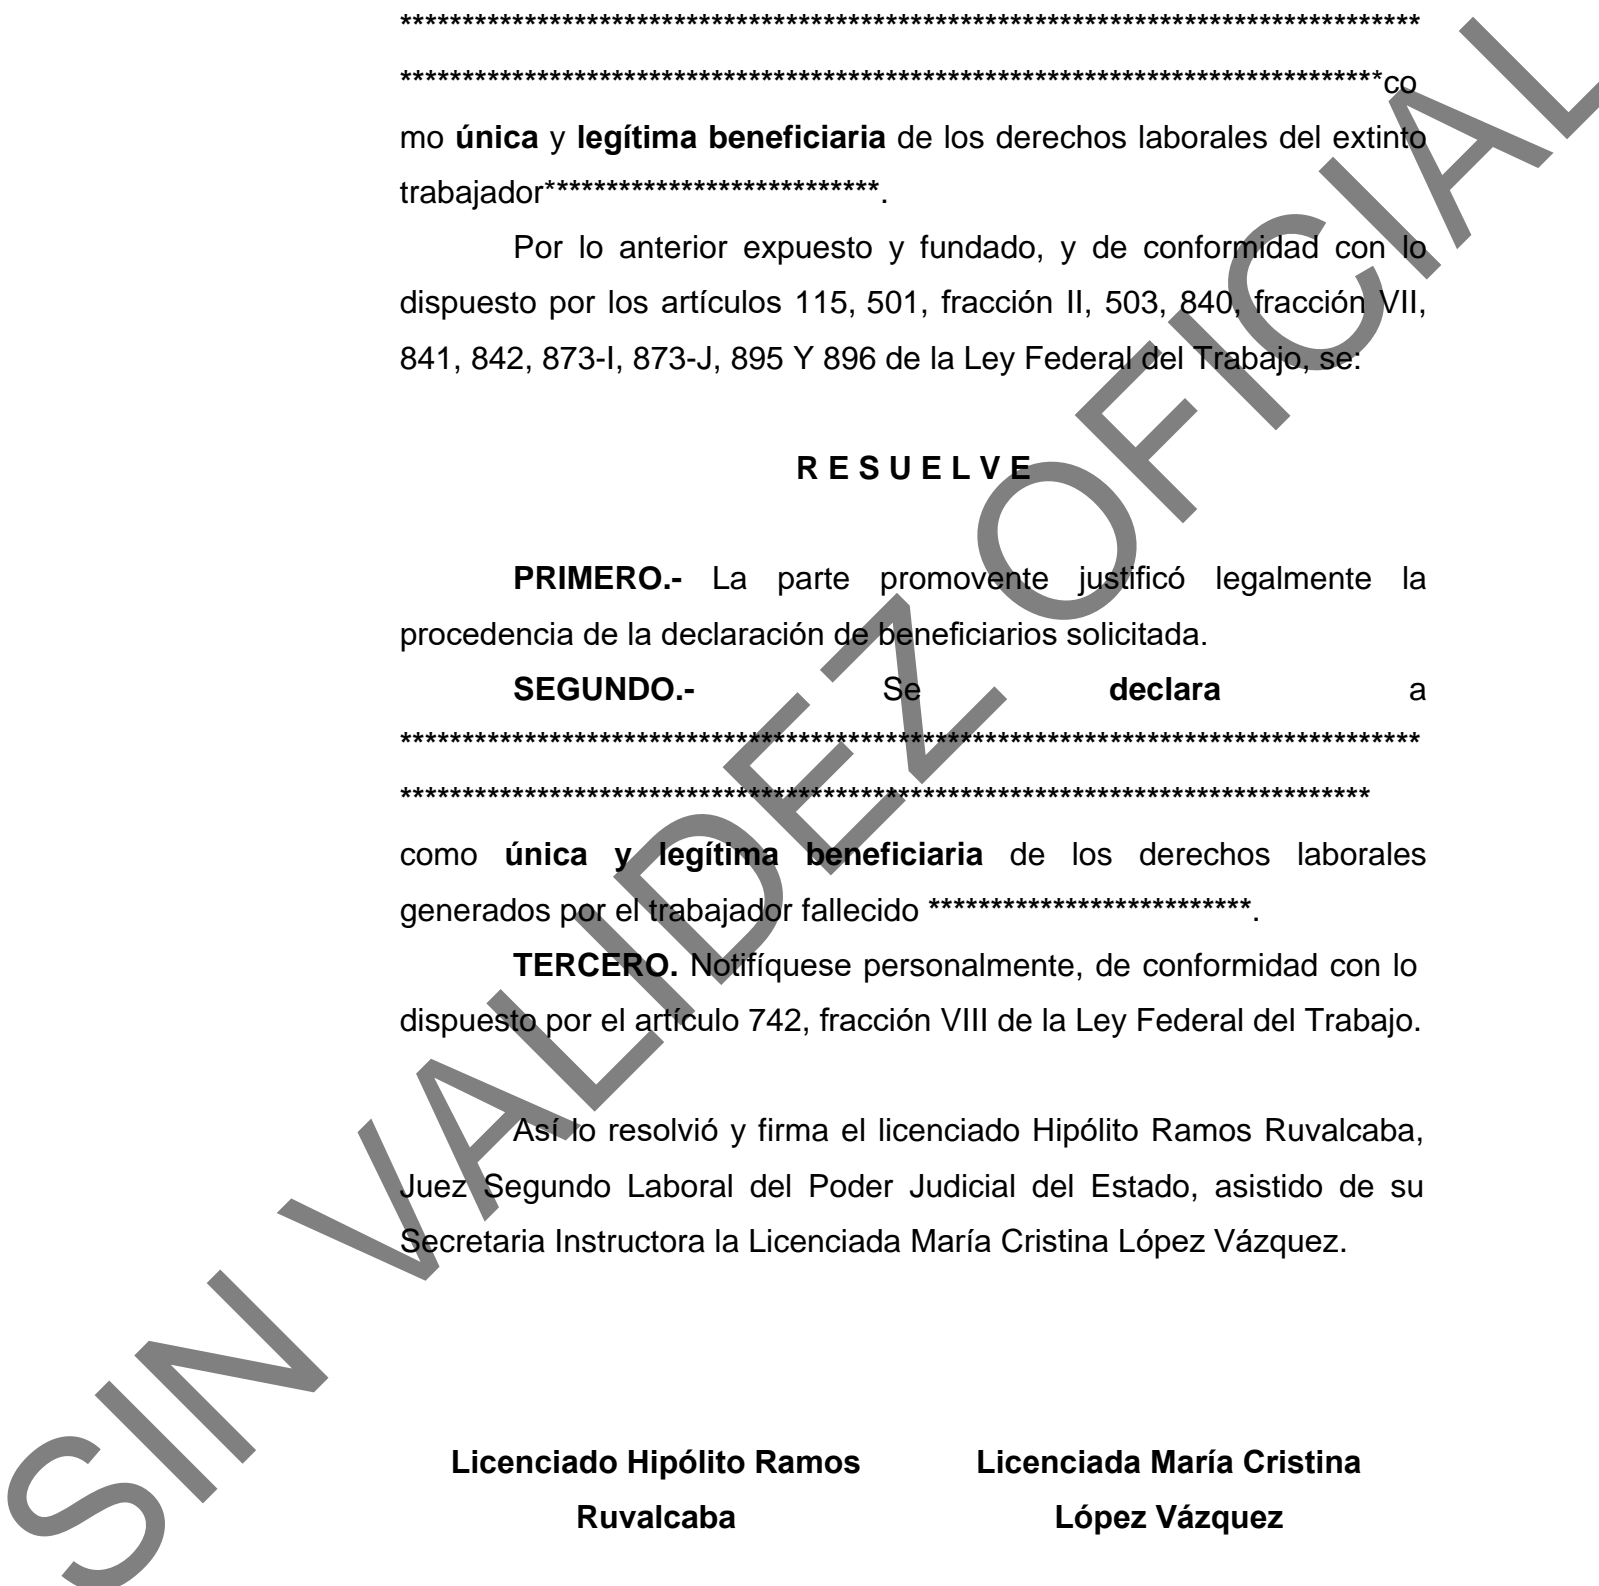 **********************************************************************************
*******************************************************************************co
mo única y legítima beneficiaria de los derechos laborales del extinto
trabajador***************************.
Por lo anterior expuesto y fundado, y de conformidad con lo
dispuesto por los artículos 115, 501, fracción II, 503, 840, fracción VII,
841, 842, 873-I, 873-J, 895 Y 896 de la Ley Federal del Trabajo, se:
R E S U E L V E
PRIMERO.- La parte promovente justificó legalmente la
procedencia de la declaración de beneficiarios solicitada.
SEGUNDO.- Se declara a
**********************************************************************************
******************************************************************************
como única y legítima beneficiaria de los derechos laborales
generados por el trabajador fallecido **************************.
TERCERO. Notifíquese personalmente, de conformidad con lo
dispuesto por el artículo 742, fracción VIII de la Ley Federal del Trabajo.
Así lo resolvió y firma el licenciado Hipólito Ramos Ruvalcaba,
Juez Segundo Laboral del Poder Judicial del Estado, asistido de su
Secretaria Instructora la Licenciada María Cristina López Vázquez.
Licenciado Hipólito Ramos
Ruvalcaba
Licenciada María Cristina
López Vázquez
SIN VALIDEZ OFICIAL